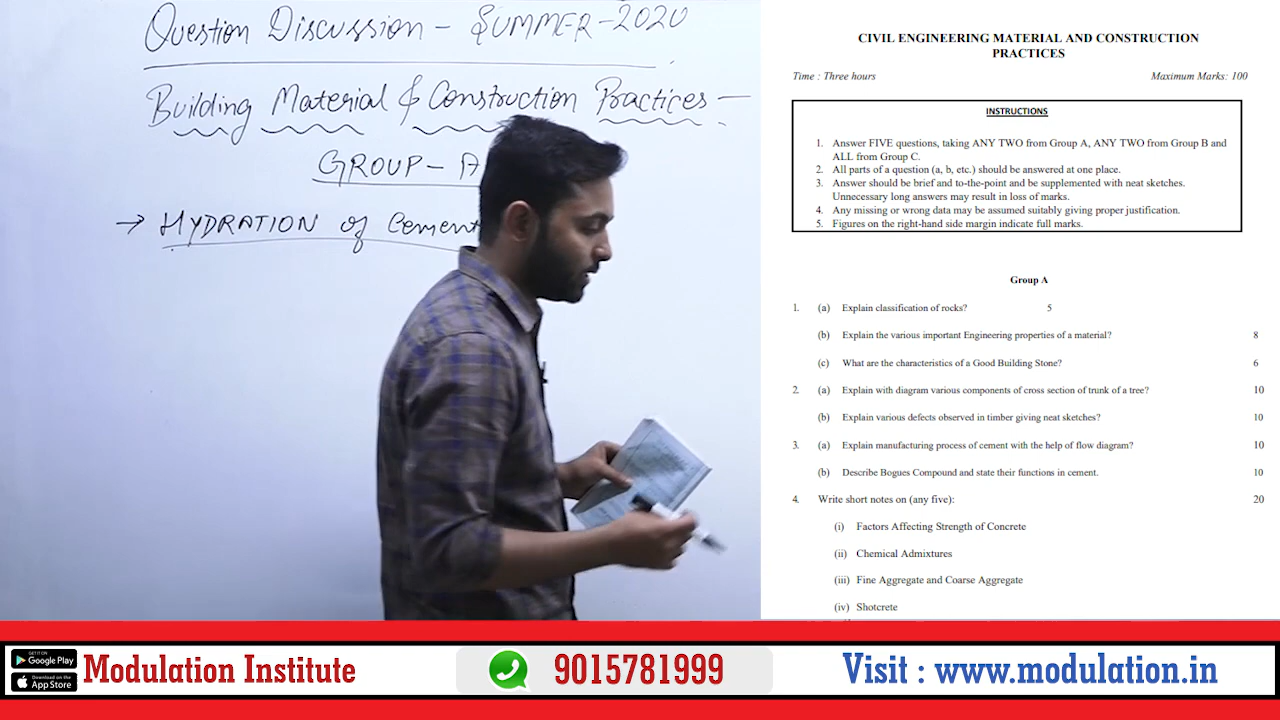 Question Discussion – SUMMER-2020
Building Material & Construction Practices –
GROUP – A
→ HYDRATION of Cement
CIVIL ENGINEERING MATERIAL AND CONSTRUCTION
PRACTICES
Time : Three hours Maximum Marks: 100
INSTRUCTIONS
1. Answer FIVE questions, taking ANY TWO from Group A, ANY TWO from Group B and
ALL from Group C.
2. All parts of a question (a, b, etc.) should be answered at one place.
3. Answer should be brief and to-the-point and be supplemented with neat sketches.
Unnecessary long answers may result in loss of marks.
4. Any missing or wrong data may be assumed suitably giving proper justification.
5. Figures on the right-hand side margin indicate full marks.
Group A
1. (a) Explain classification of rocks? 5
(b) Explain the various important Engineering properties of a material? 8
(c) What are the characteristics of a Good Building Stone? 6
2. (a) Explain with diagram various components of cross section of trunk of a tree? 10
(b) Explain various defects observed in timber giving neat sketches? 10
3. (a) Explain manufacturing process of cement with the help of flow diagram? 10
(b) Describe Bogues Compound and state their functions in cement. 10
4. Write short notes on (any five): 20
(i) Factors Affecting Strength of Concrete
(ii) Chemical Admixtures
(iii) Fine Aggregate and Coarse Aggregate
(iv) Shotcrete
GET IT ON
Google Play
Download on the
App Store
Modulation Institute
9015781999
Visit : www.modulation.in